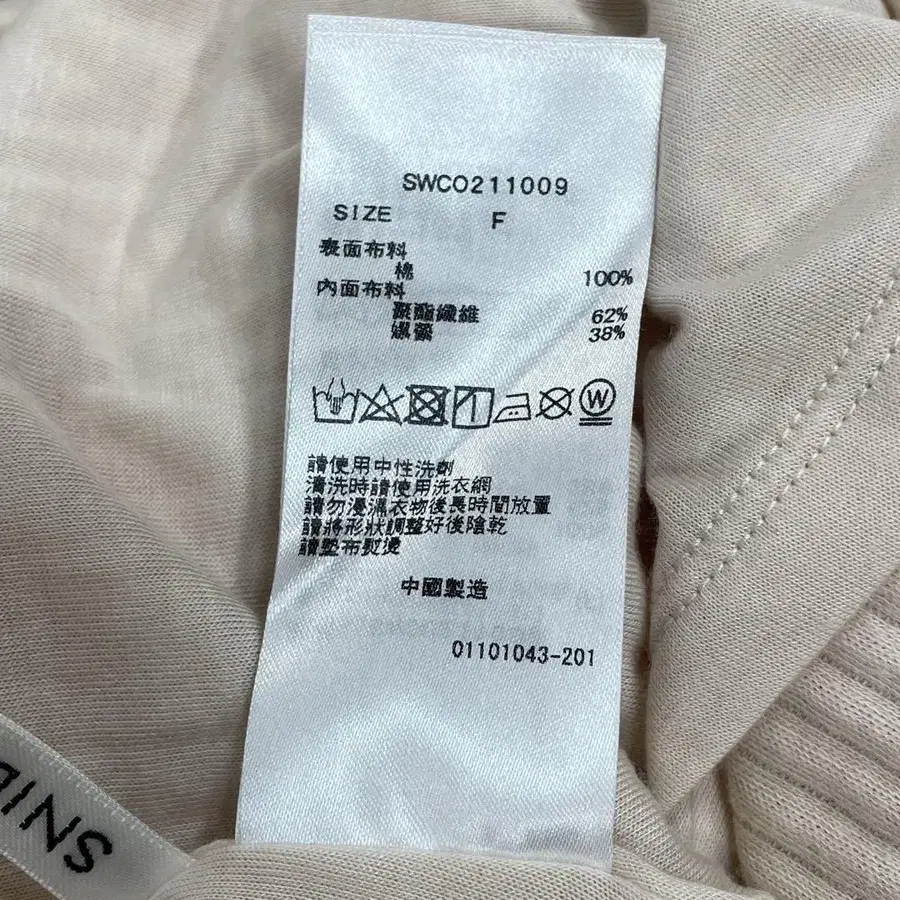 SWCO211009
SIZE F
表面布料
棉 100%
內面布料
聚酯纖維 62%
嫘縈 38%
W
請使用中性洗劑
清洗時請使用洗衣網
請勿浸濕衣物後長時間放置
請將形狀調整好後陰乾
請墊布熨燙
中國製造
01101043-201
SNID